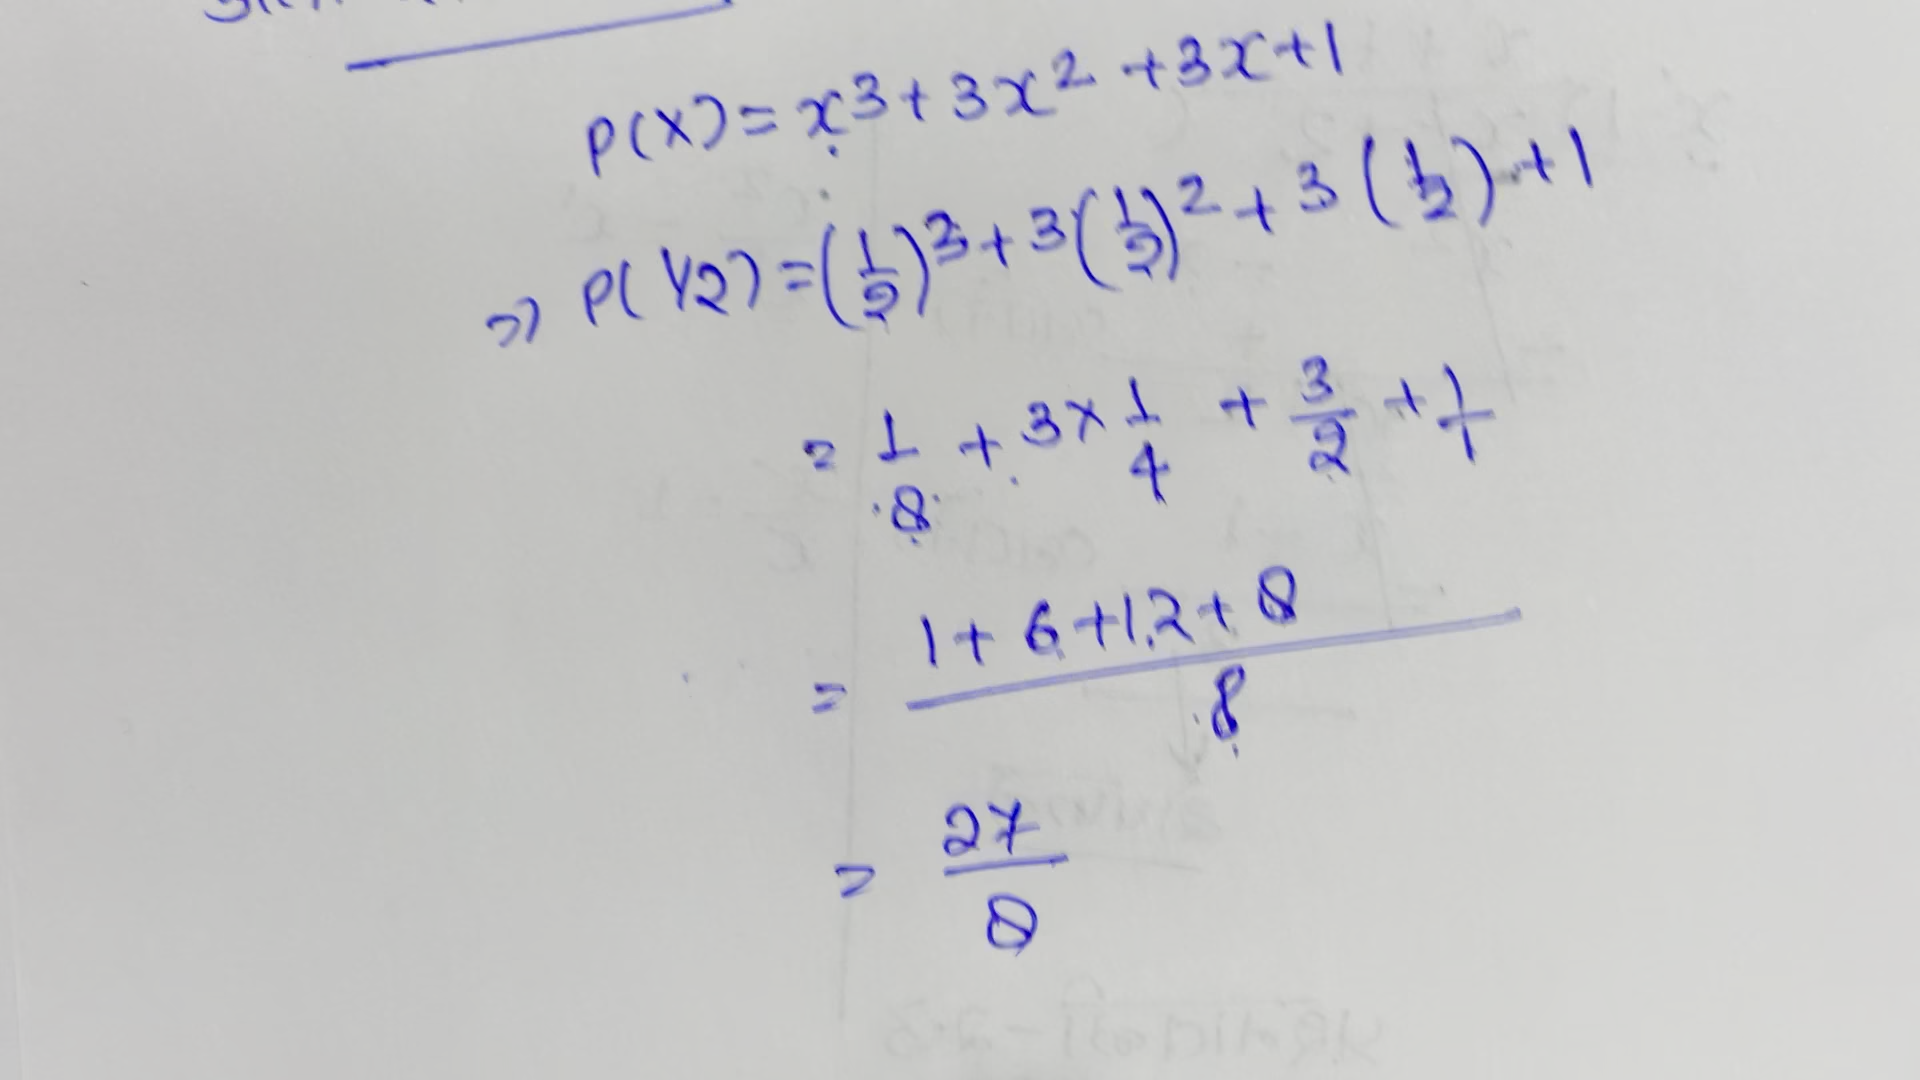 P(x) = x³ + 3x² + 3x + 1
=> P(1/2) = (1/2)³ + 3(1/2)² + 3(1/2) + 1
= 1/8 + 3 × 1/4 + 3/2 + 1/1
= (1 + 6 + 12 + 8)/8
= 27/8